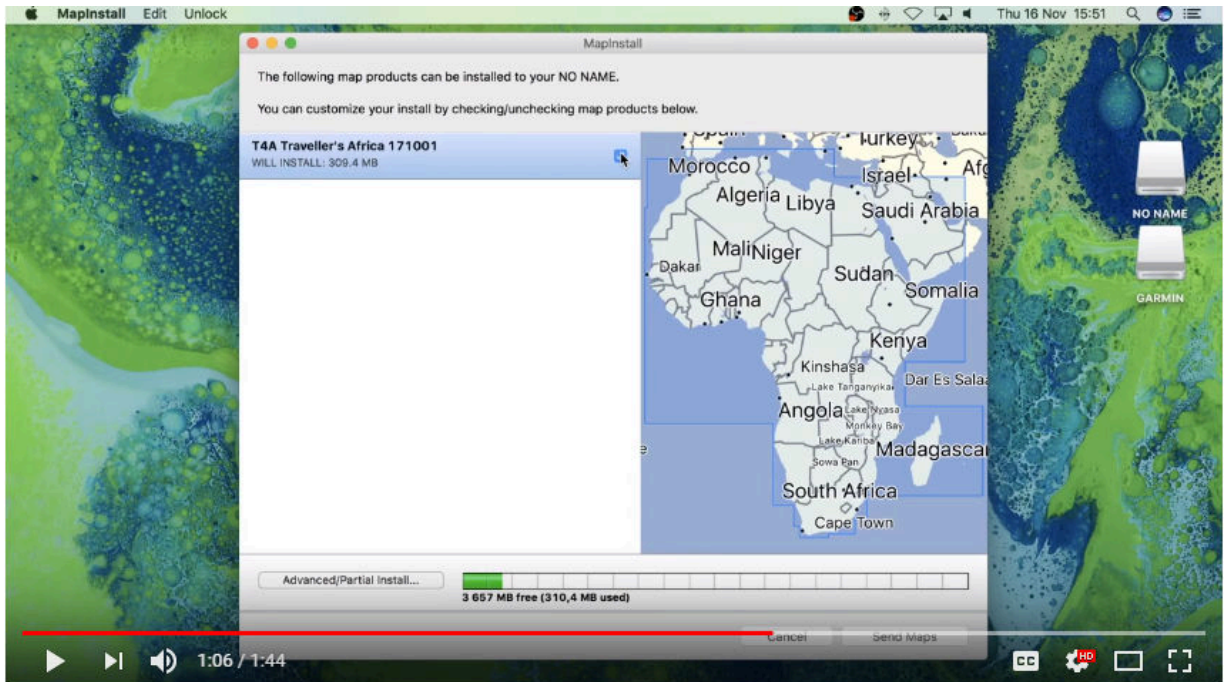 MapInstall Edit Unlock Thu 16 Nov 15:51
MapInstall
The following map products can be installed to your NO NAME.
You can customize your install by checking/unchecking map products below.
T4A Traveller's Africa 171001
WILL INSTALL: 309.4 MB
Turkey
Morocco
Israel
Algeria
Libya
Saudi Arabia
NO NAME
Mali
Niger
Dakar
Sudan
Somalia
Ghana
GARMIN
Kenya
Kinshasa
Lake Tanganyika
Dar Es Salaa
Angola
Lake Nyasa
Monkey Bay
Lake Kariba
Madagascar
Sowa Pan
South Africa
Cape Town
Advanced/Partial Install...
3 657 MB free (310,4 MB used)
Cancel Send Maps
1:06 / 1:44 CC HD